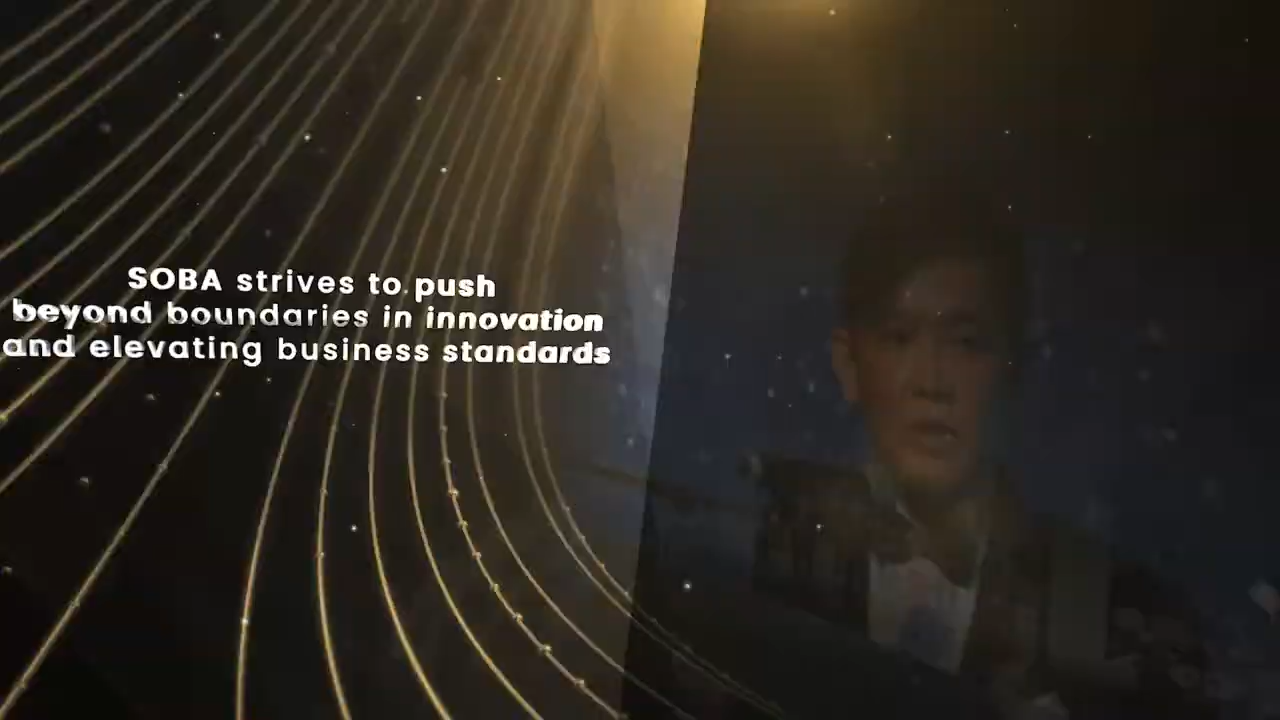 SOBA strives to push
beyond boundaries in innovation
and elevating business standards